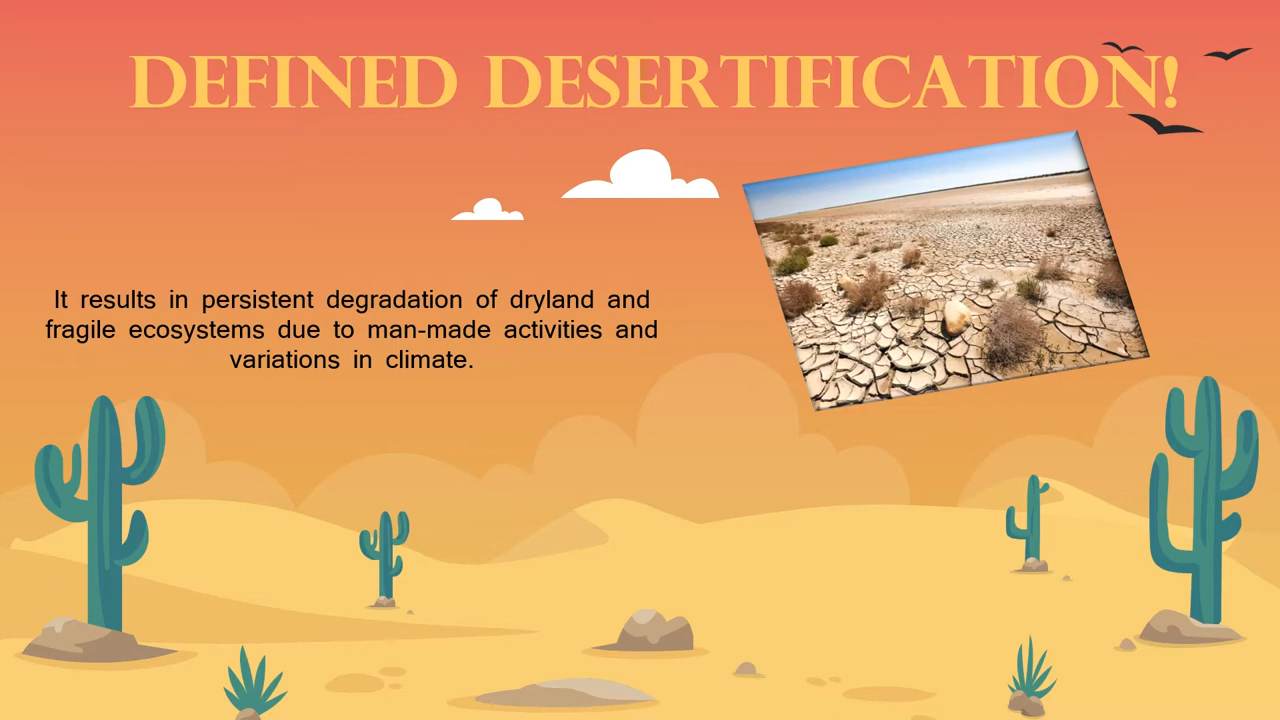 DEFINED DESERTIFICATION!
It results in persistent degradation of dryland and
fragile ecosystems due to man-made activities and
variations in climate.